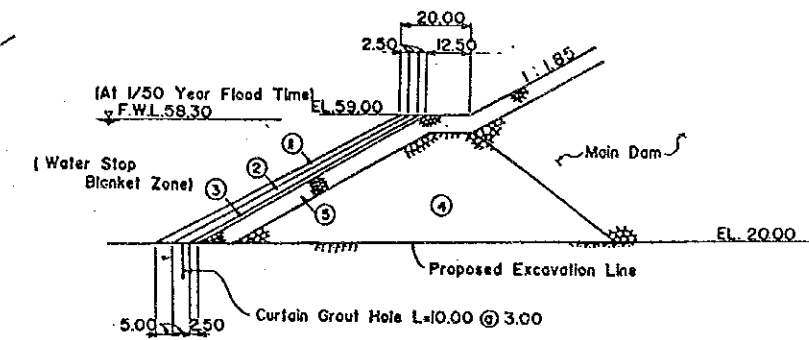 20.00
2.50 12.50
1:1.85
(At 1/50 Year Flood Time)
F.W.L.58.30
EL.59.00
①
( Water Stop
Blanket Zone)
②
③
⑤
④
Main Dam
EL. 20.00
Proposed Excavation Line
Curtain Grout Hole L=10.00 @ 3.00
5.00 2.50